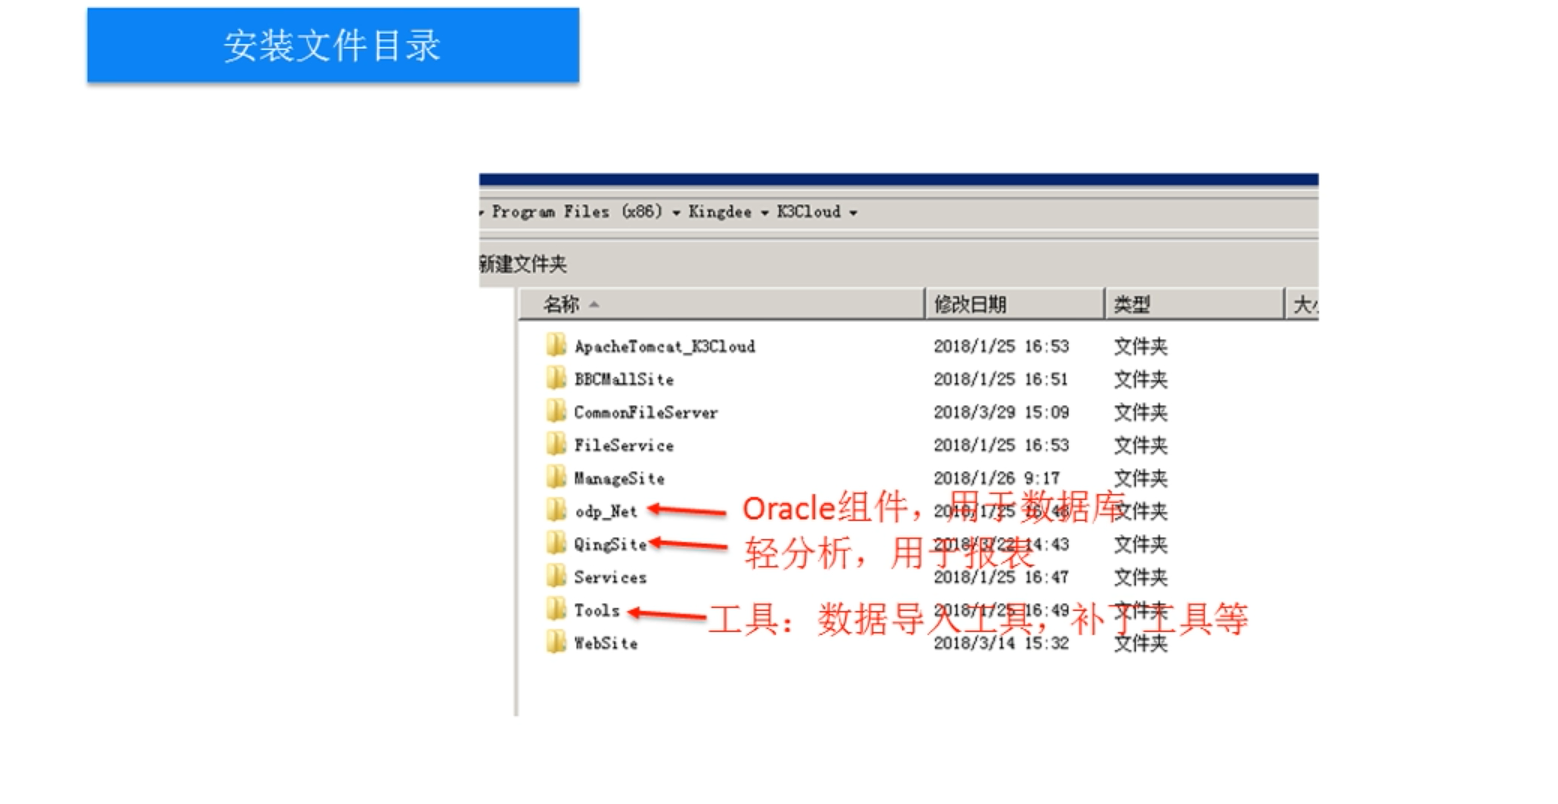 安装文件目录
Program Files (x86) Kingdee K3Cloud
新建文件夹
名称 修改日期 类型
ApacheTomcat_K3Cloud 2018/1/25 16:53 文件夹
BBCMallSite 2018/1/25 16:51 文件夹
CommonFileServer 2018/3/29 15:09 文件夹
FileService 2018/1/25 16:53 文件夹
ManageSite 2018/1/26 9:17 文件夹
odp_Net 2018/1/25 16:48 文件夹
Oracle组件，用于数据库
QingSite 2018/3/22 14:43 文件夹
轻分析，用于报表
Services 2018/1/25 16:47 文件夹
Tools 2018/1/25 16:49 文件夹
工具：数据导入工具，补丁工具等
WebSite 2018/3/14 15:32 文件夹